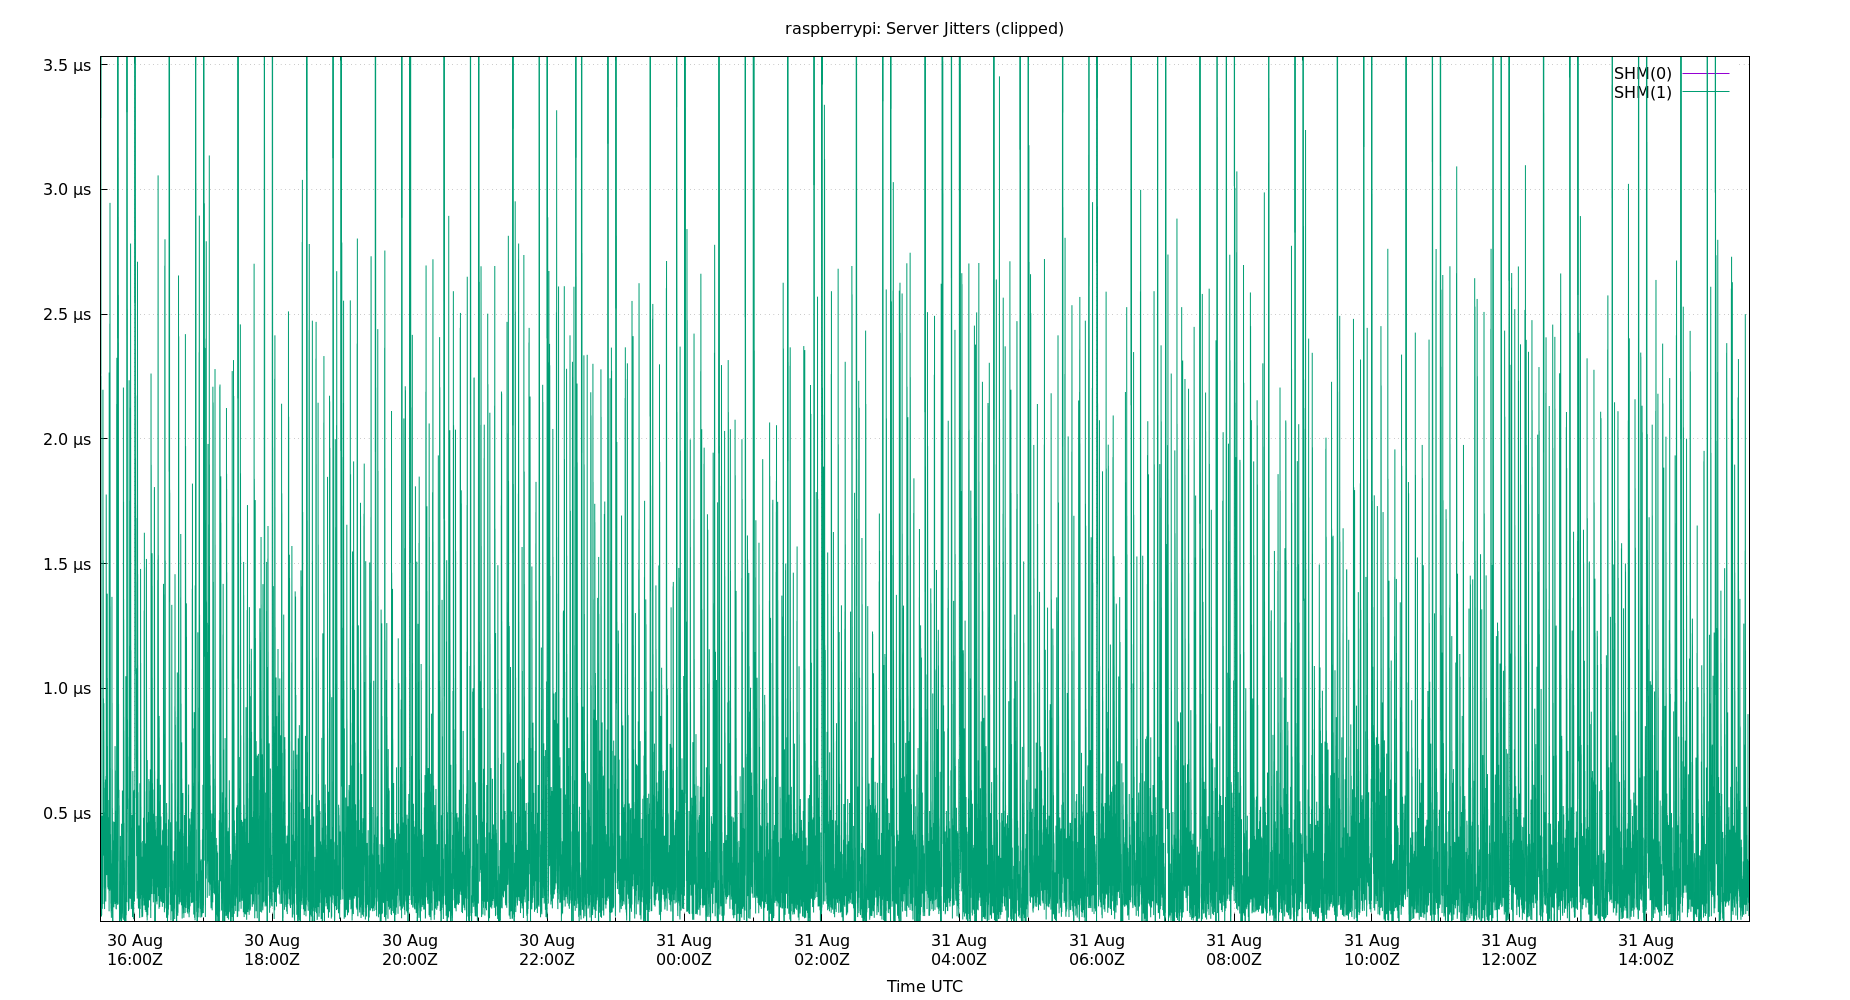 raspberrypi: Server Jitters (clipped)
3.5 µs
3.0 µs
2.5 µs
2.0 µs
1.5 µs
1.0 µs
0.5 µs
SHM(0)
SHM(1)
30 Aug 30 Aug 30 Aug 30 Aug 31 Aug 31 Aug 31 Aug 31 Aug 31 Aug 31 Aug 31 Aug 31 Aug
16:00Z 18:00Z 20:00Z 22:00Z 00:00Z 02:00Z 04:00Z 06:00Z 08:00Z 10:00Z 12:00Z 14:00Z
Time UTC